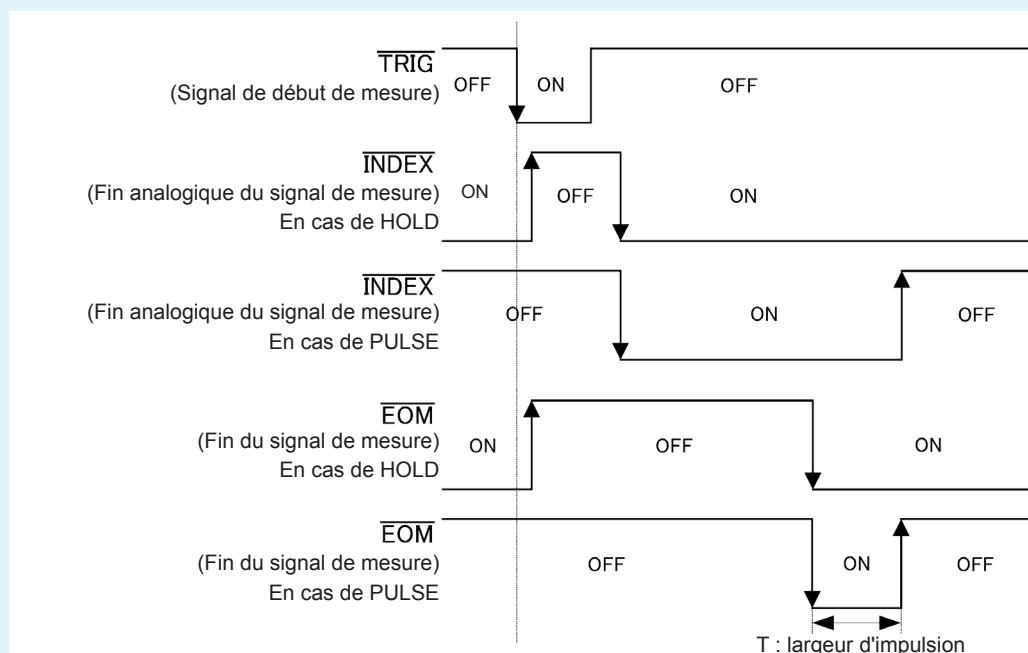 TRIG
(Signal de début de mesure)
OFF ON OFF
INDEX
(Fin analogique du signal de mesure)
En cas de HOLD
ON OFF ON
INDEX
(Fin analogique du signal de mesure)
En cas de PULSE
OFF ON OFF
EOM
(Fin du signal de mesure)
En cas de HOLD
ON OFF ON
EOM
(Fin du signal de mesure)
En cas de PULSE
OFF ON OFF
T : largeur d'impulsion